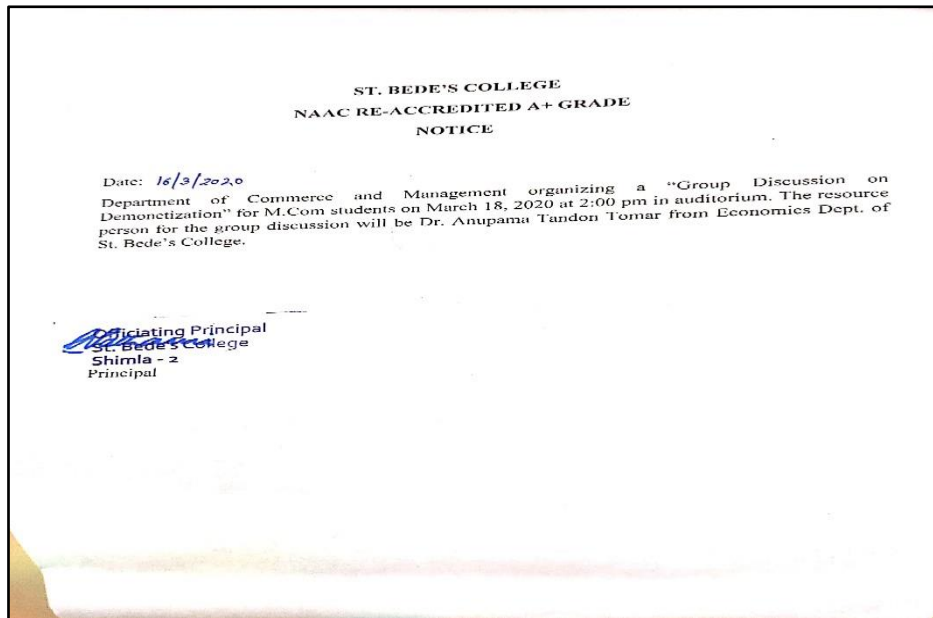 ST. BEDE'S COLLEGE
NAAC RE-ACCREDITED A+ GRADE
NOTICE
Date: 16/3/2020
Department of Commerce and Management organizing a “Group Discussion on
Demonetization” for M.Com students on March 18, 2020 at 2:00 pm in auditorium. The resource
person for the group discussion will be Dr. Anupama Tandon Tomar from Economics Dept. of
St. Bede's College.
Officiating Principal
St. Bede's College
Shimla - 2
Principal